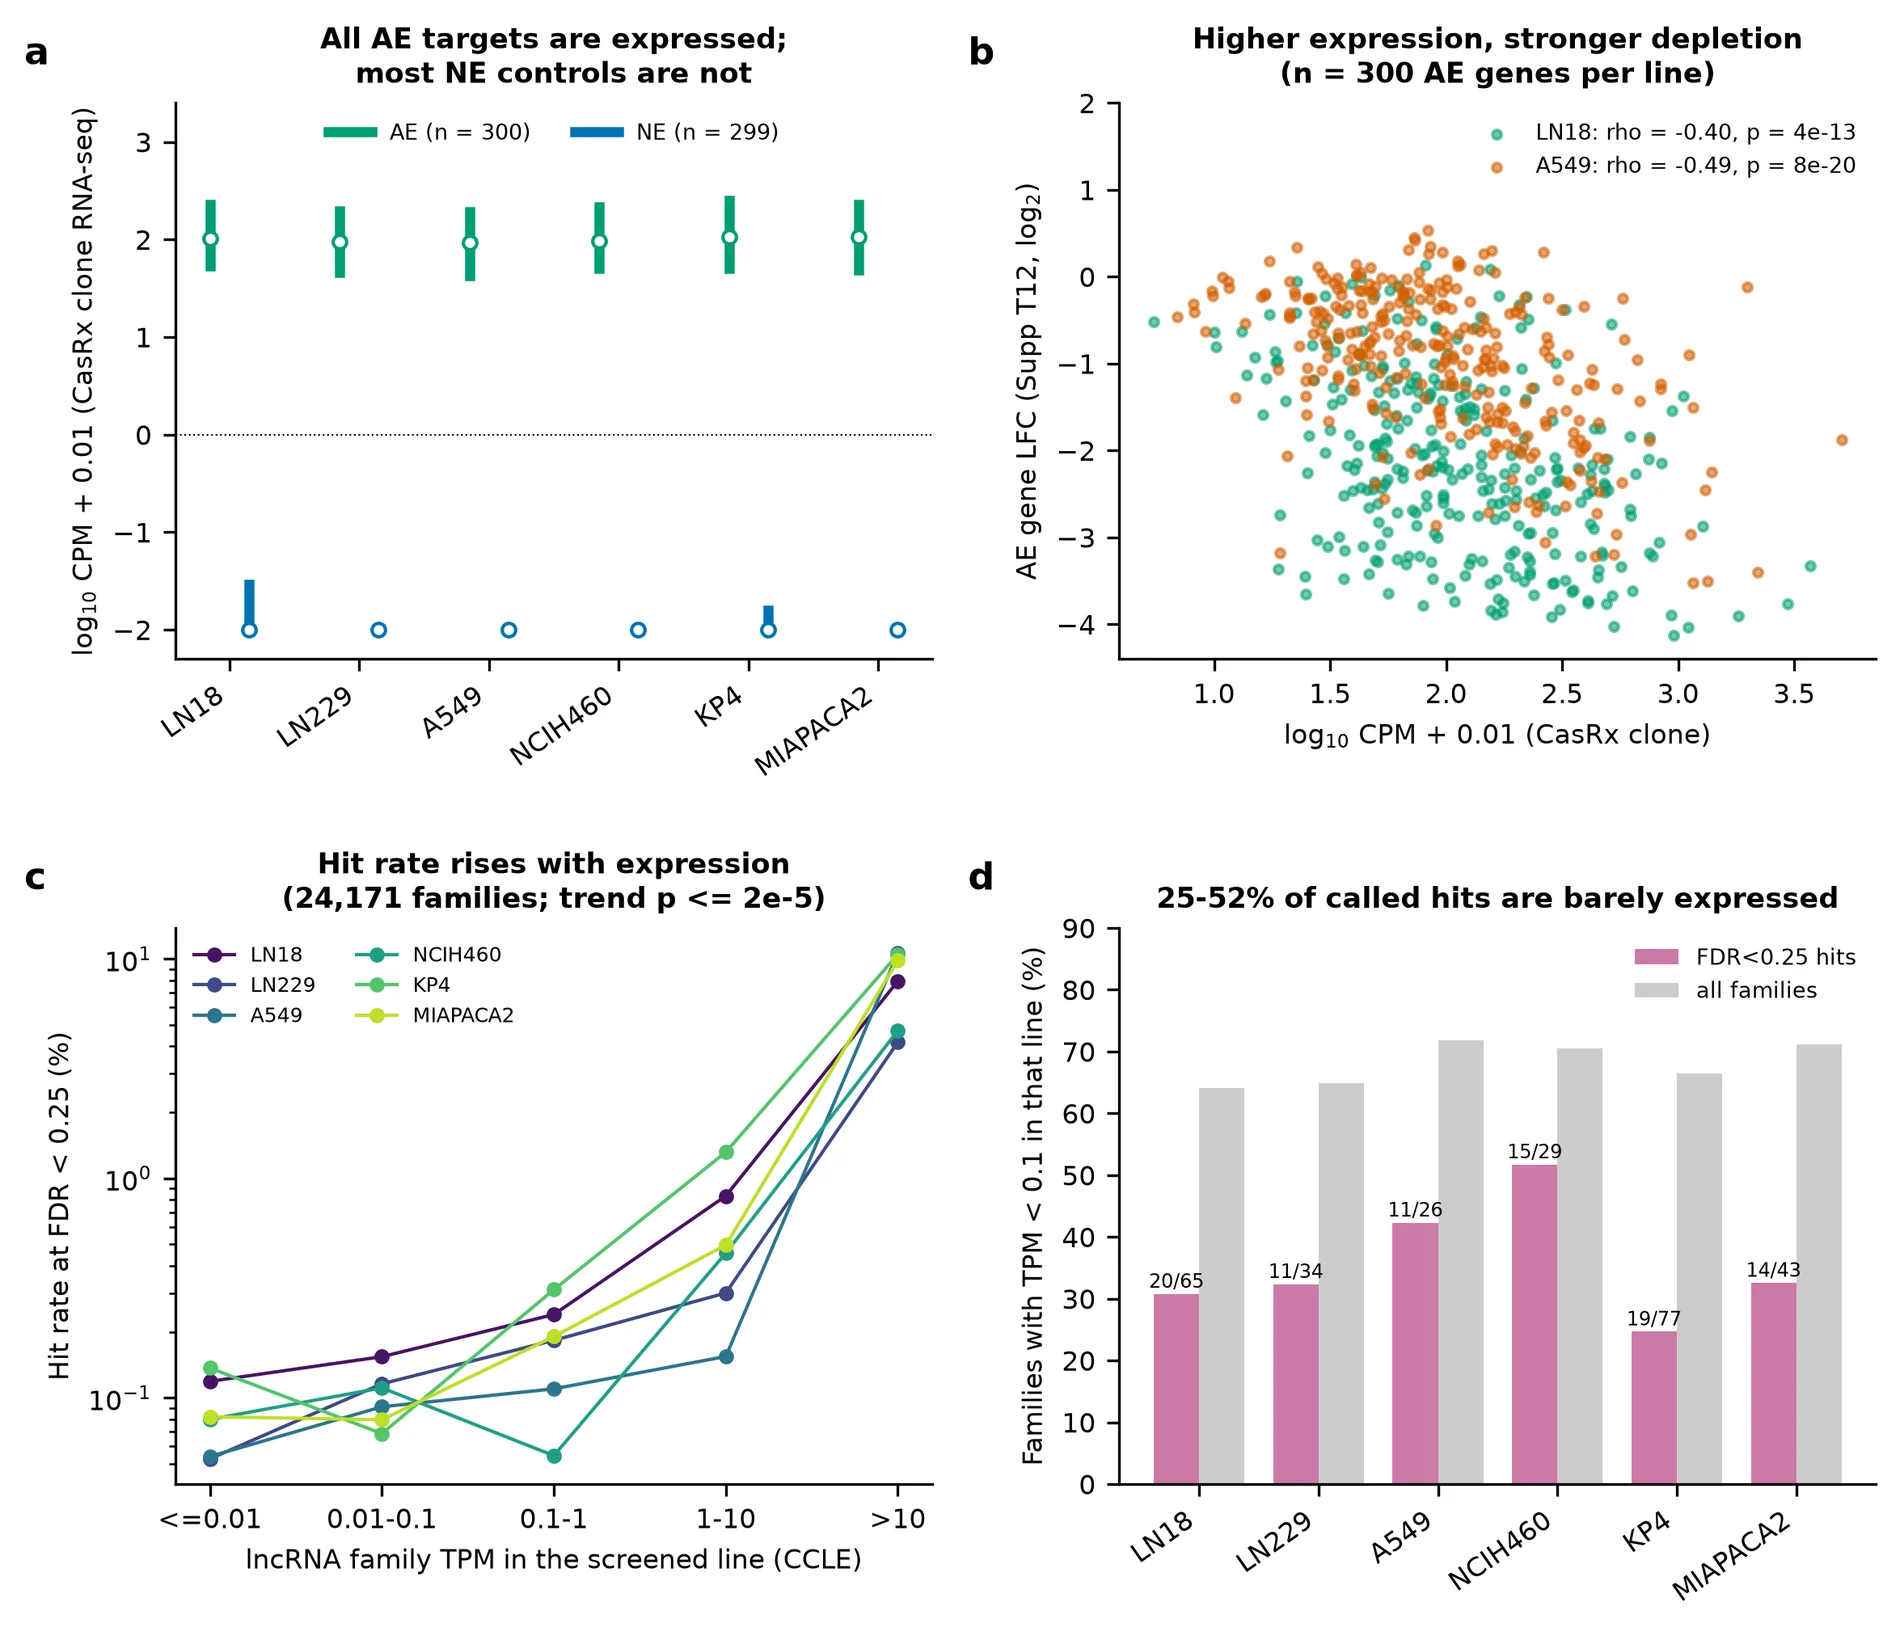 a
All AE targets are expressed;
most NE controls are not
log10 CPM + 0.01 (CasRx clone RNA-seq)
AE (n = 300)
NE (n = 299)
3
2
1
0
−1
−2
LN18
LN229
A549
NCIH460
KP4
MIAPACA2
b
Higher expression, stronger depletion
(n = 300 AE genes per line)
AE gene LFC (Supp T12, log2)
LN18: rho = -0.40, p = 4e-13
A549: rho = -0.49, p = 8e-20
2
1
0
−1
−2
−3
−4
1.0
1.5
2.0
2.5
3.0
3.5
log10 CPM + 0.01 (CasRx clone)
c
Hit rate rises with expression
(24,171 families; trend p <= 2e-5)
Hit rate at FDR < 0.25 (%)
LN18
LN229
A549
NCIH460
KP4
MIAPACA2
10^1
10^0
10^−1
<=0.01
0.01-0.1
0.1-1
1-10
>10
lncRNA family TPM in the screened line (CCLE)
d
25-52% of called hits are barely expressed
Families with TPM < 0.1 in that line (%)
FDR<0.25 hits
all families
90
80
70
60
50
40
30
20
10
0
20/65
11/34
11/26
15/29
19/77
14/43
LN18
LN229
A549
NCIH460
KP4
MIAPACA2